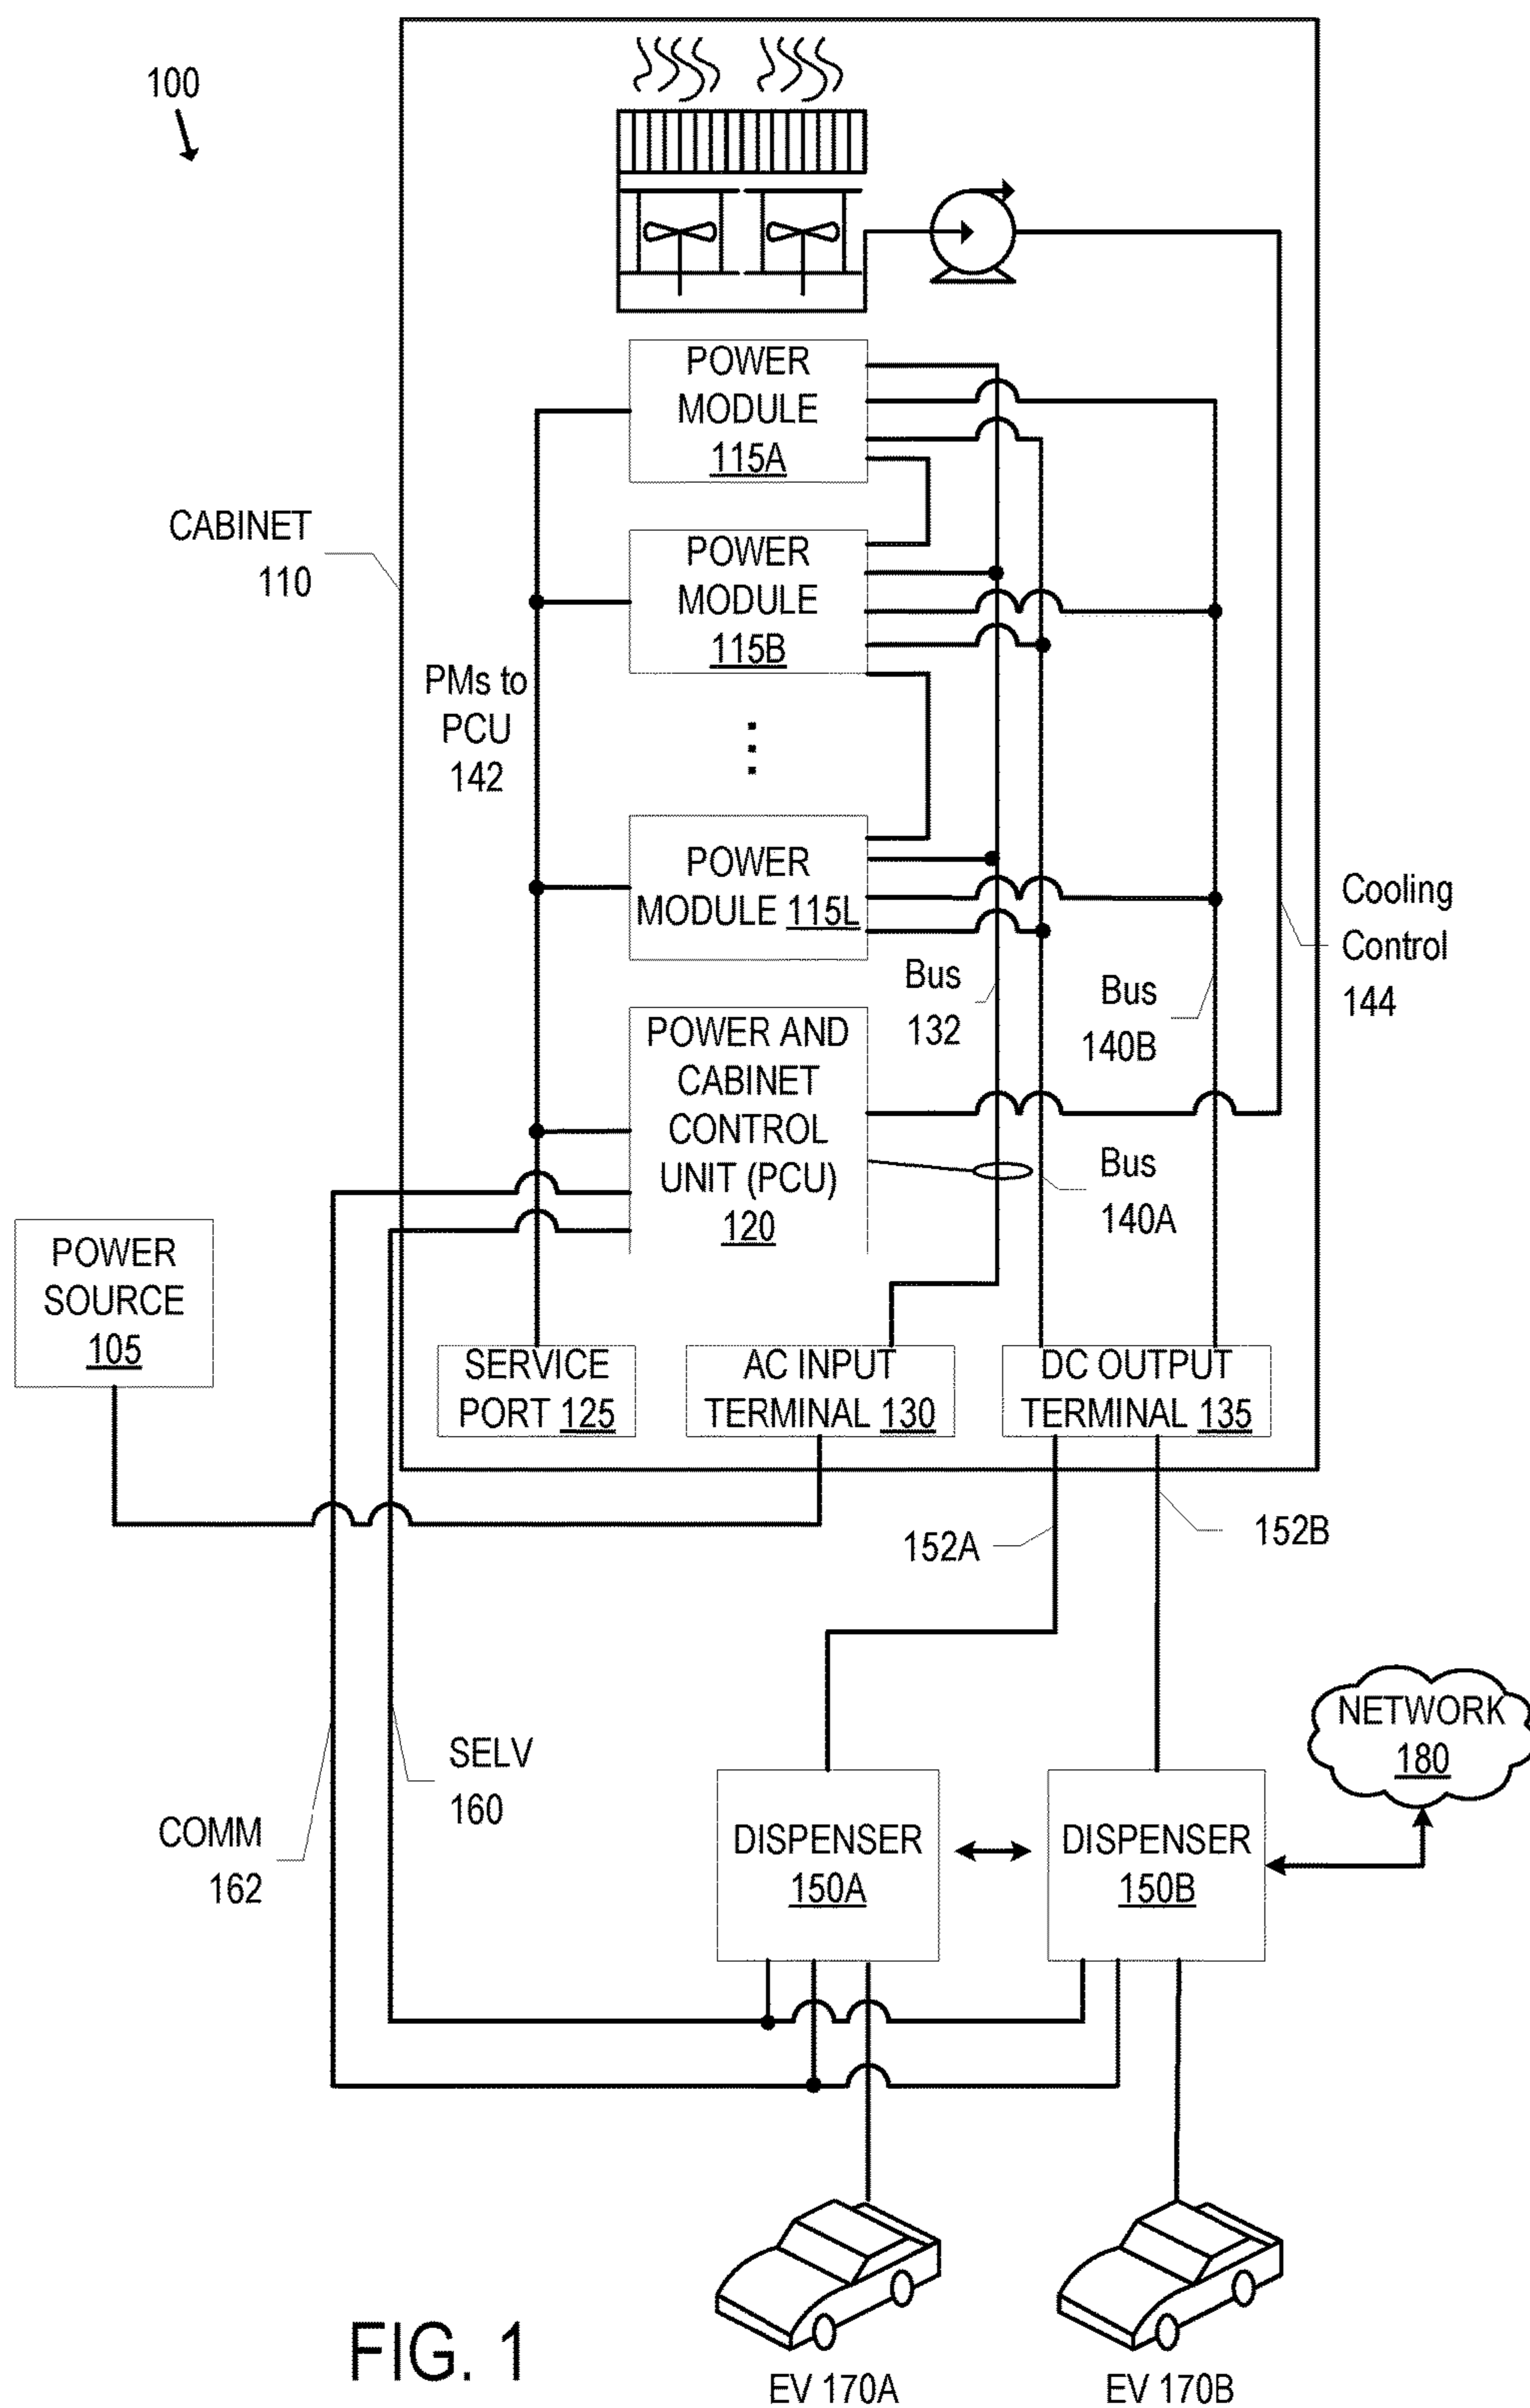 100
POWER
MODULE
115A
CABINET
110
POWER
MODULE
115B
PMs to
PCU
142
POWER
MODULE 115L
Cooling
Control
144
Bus
132
Bus
140B
POWER AND
CABINET
CONTROL
UNIT (PCU)
120
Bus
140A
POWER
SOURCE
105
SERVICE
PORT 125
AC INPUT
TERMINAL 130
DC OUTPUT
TERMINAL 135
152A
152B
NETWORK
180
SELV
160
COMM
162
DISPENSER
150A
DISPENSER
150B
FIG. 1
EV 170A
EV 170B